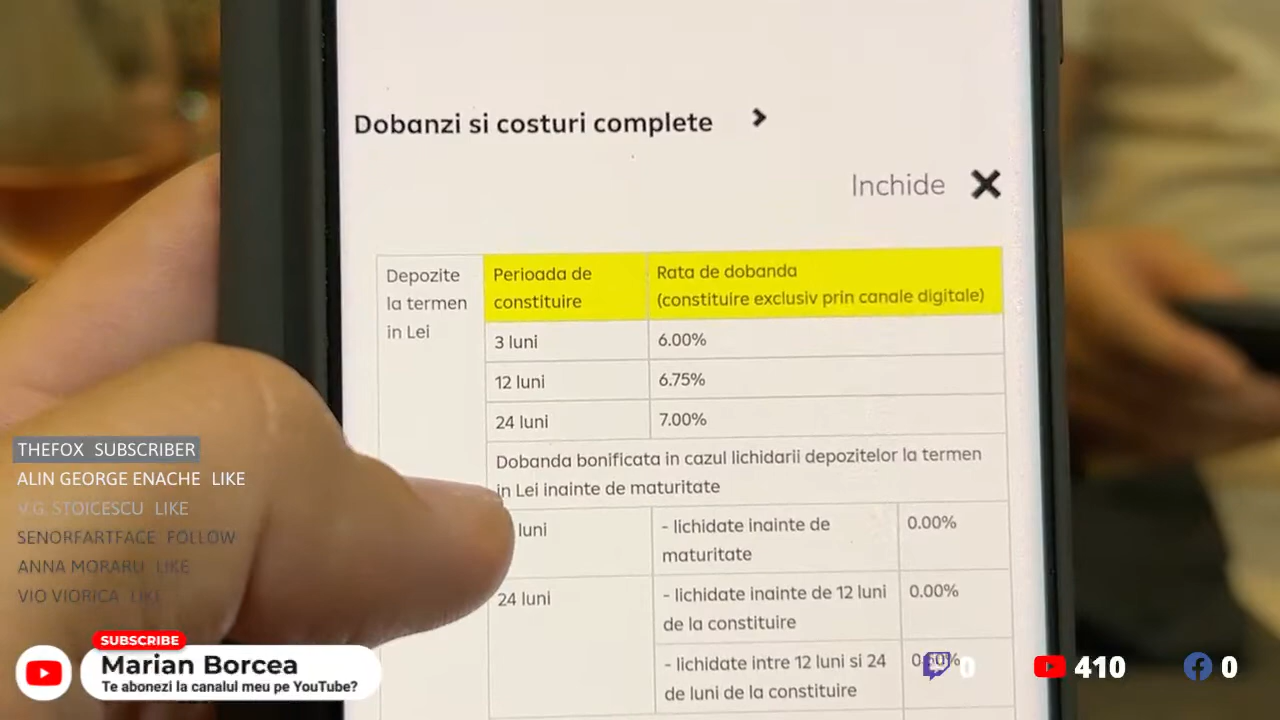 Dobanzi si costuri complete
Inchide
Depozite
la termen
in Lei
Perioada de
constituire
Rata de dobanda
(constituire exclusiv prin canale digitale)
3 luni
6.00%
12 luni
6.75%
24 luni
7.00%
Dobanda bonificata in cazul lichidarii depozitelor la termen
in Lei inainte de maturitate
luni
- lichidate inainte de
maturitate
0.00%
24 luni
- lichidate inainte de 12 luni
de la constituire
0.00%
- lichidate intre 12 luni si 24
de luni de la constituire
THEFOX SUBSCRIBER
ALIN GEORGE ENACHE LIKE
V.G. STOICESCU LIKE
SENORFARTFACE FOLLOW
ANNA MORARU LIKE
VIO VIORICA LIKE
SUBSCRIBE
Marian Borcea
Te abonezi la canalul meu pe YouTube?
0
410
0